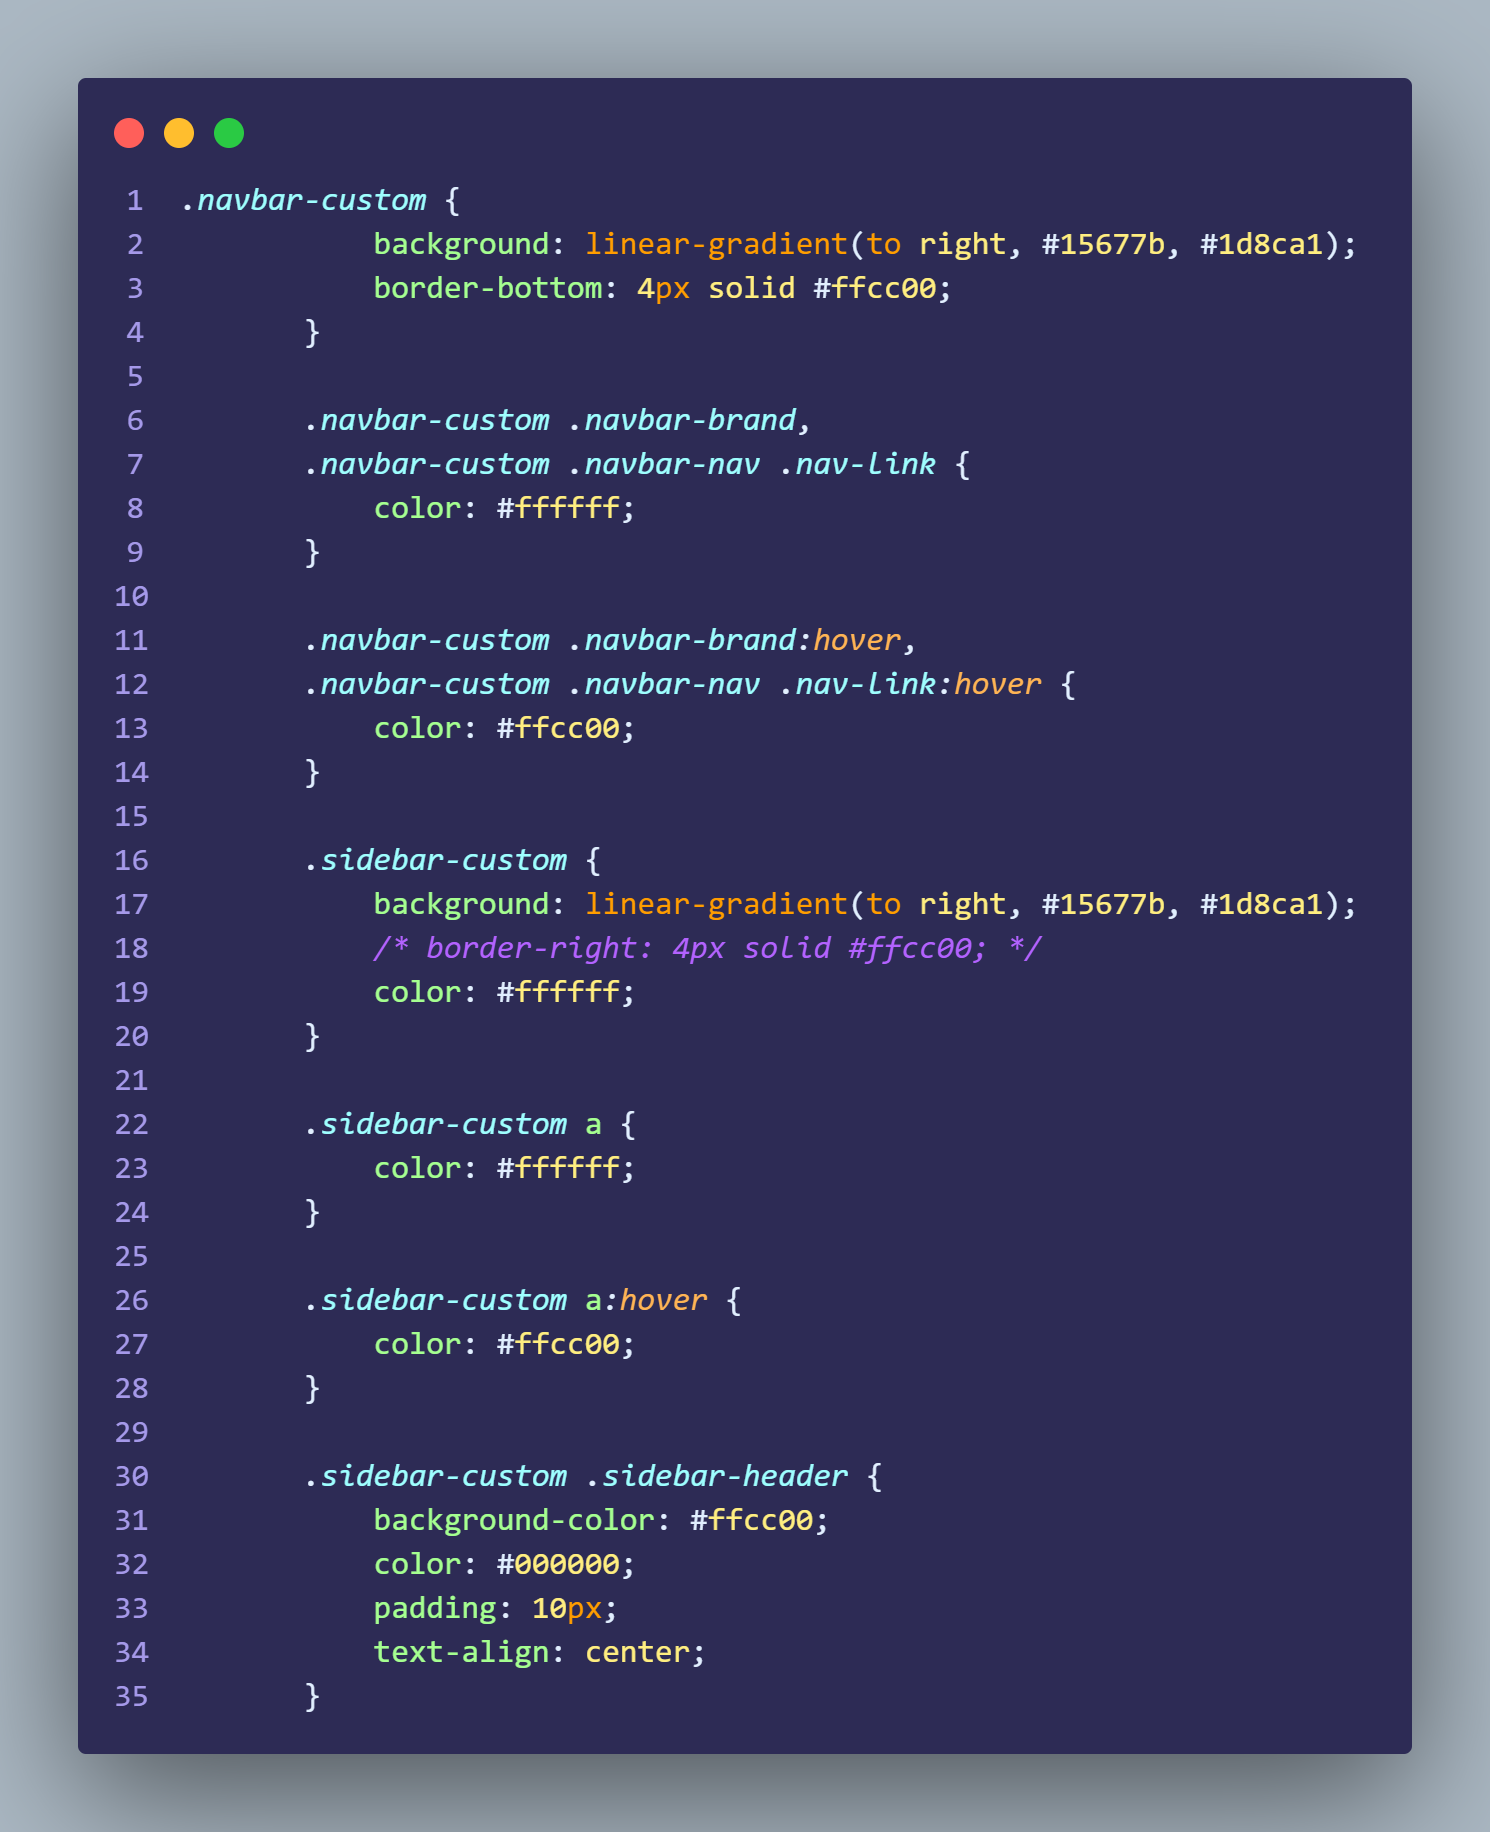 1 .navbar-custom {
2 background: linear-gradient(to right, #15677b, #1d8ca1);
3 border-bottom: 4px solid #ffcc00;
4 }
5
6 .navbar-custom .navbar-brand,
7 .navbar-custom .navbar-nav .nav-link {
8 color: #ffffff;
9 }
10
11 .navbar-custom .navbar-brand:hover,
12 .navbar-custom .navbar-nav .nav-link:hover {
13 color: #ffcc00;
14 }
15
16 .sidebar-custom {
17 background: linear-gradient(to right, #15677b, #1d8ca1);
18 /* border-right: 4px solid #ffcc00; */
19 color: #ffffff;
20 }
21
22 .sidebar-custom a {
23 color: #ffffff;
24 }
25
26 .sidebar-custom a:hover {
27 color: #ffcc00;
28 }
29
30 .sidebar-custom .sidebar-header {
31 background-color: #ffcc00;
32 color: #000000;
33 padding: 10px;
34 text-align: center;
35 }